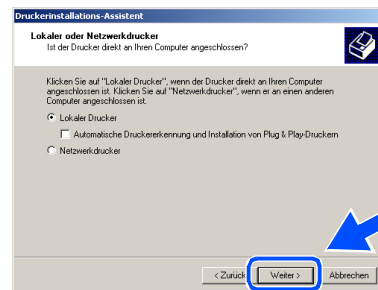 Druckerinstallations-Assistent
Lokaler oder Netzwerkdrucker
Ist der Drucker direkt an Ihren Computer angeschlossen?
Klicken Sie auf "Lokaler Drucker", wenn der Drucker direkt an Ihren Computer
angeschlossen ist. Klicken Sie auf "Netzwerkdrucker", wenn er an einen anderen
Computer angeschlossen ist.
Lokaler Drucker
Automatische Druckererkennung und Installation von Plug & Play-Druckern
Netzwerkdrucker
< Zurück Weiter > Abbrechen